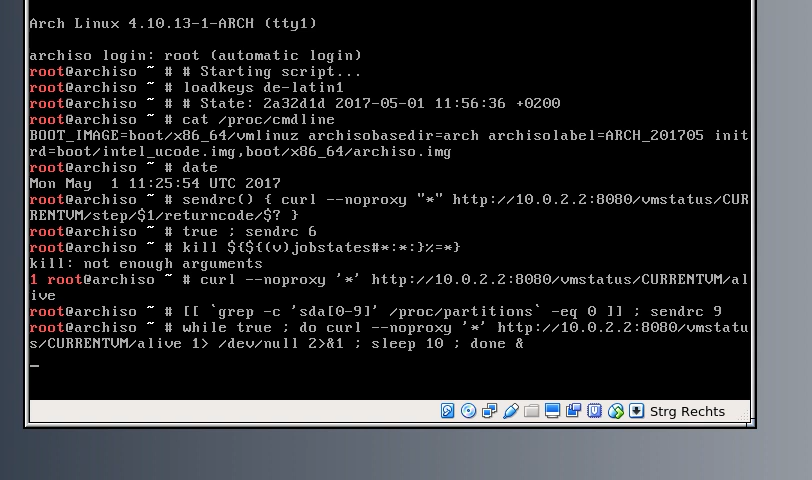 Arch Linux 4.10.13-1-ARCH (tty1)
archiso login: root (automatic login)
root@archiso ~ # # Starting script...
root@archiso ~ # loadkeys de-latin1
root@archiso ~ # # State: 2a32d1d 2017-05-01 11:56:36 +0200
root@archiso ~ # cat /proc/cmdline
BOOT_IMAGE=boot/x86_64/vmlinuz archisobasedir=arch archisolabel=ARCH_201705 init
rd=boot/intel_ucode.img,boot/x86_64/archiso.img
root@archiso ~ # date
Mon May  1 11:25:54 UTC 2017
root@archiso ~ # sendrc() { curl --noproxy "*" http://10.0.2.2:8080/vmstatus/CUR
RENTVM/step/$1/returncode/$? }
root@archiso ~ # true ; sendrc 6
root@archiso ~ # kill ${${(v)jobstates#*:*:}%=*}
kill: not enough arguments
1 root@archiso ~ # curl --noproxy '*' http://10.0.2.2:8080/vmstatus/CURRENTVM/al
ive
root@archiso ~ # [[ `grep -c 'sda[0-9]' /proc/partitions` -eq 0 ]] ; sendrc 9
root@archiso ~ # while true ; do curl --noproxy '*' http://10.0.2.2:8080/vmstatu
s/CURRENTVM/alive 1> /dev/null 2>&1 ; sleep 10 ; done &
Strg Rechts